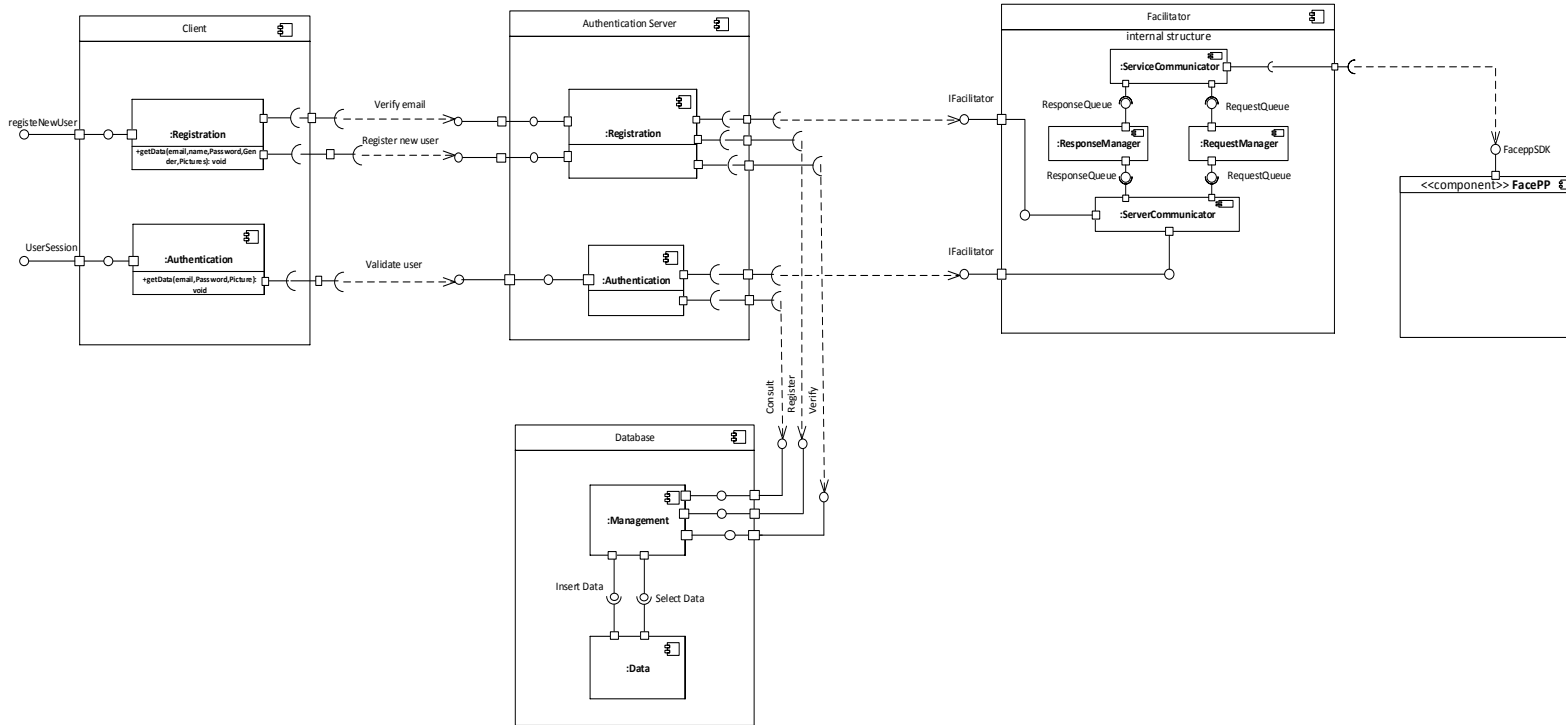 Client
registeNewUser
:Registration
+getData(email,name,Password,Gen
der,Pictures): void
UserSession
:Authentication
+getData(email,Password,Picture):
void
Verify email
Register new user
Validate user
Authentication Server
:Registration
:Authentication
IFacilitator
IFacilitator
Facilitator
internal structure
:ServiceCommunicator
ResponseQueue
RequestQueue
:ResponseManager
:RequestManager
ResponseQueue
RequestQueue
:ServerCommunicator
FaceppSDK
<<component>> FacePP
Consult
Register
Verify
Database
:Management
Insert Data
Select Data
:Data